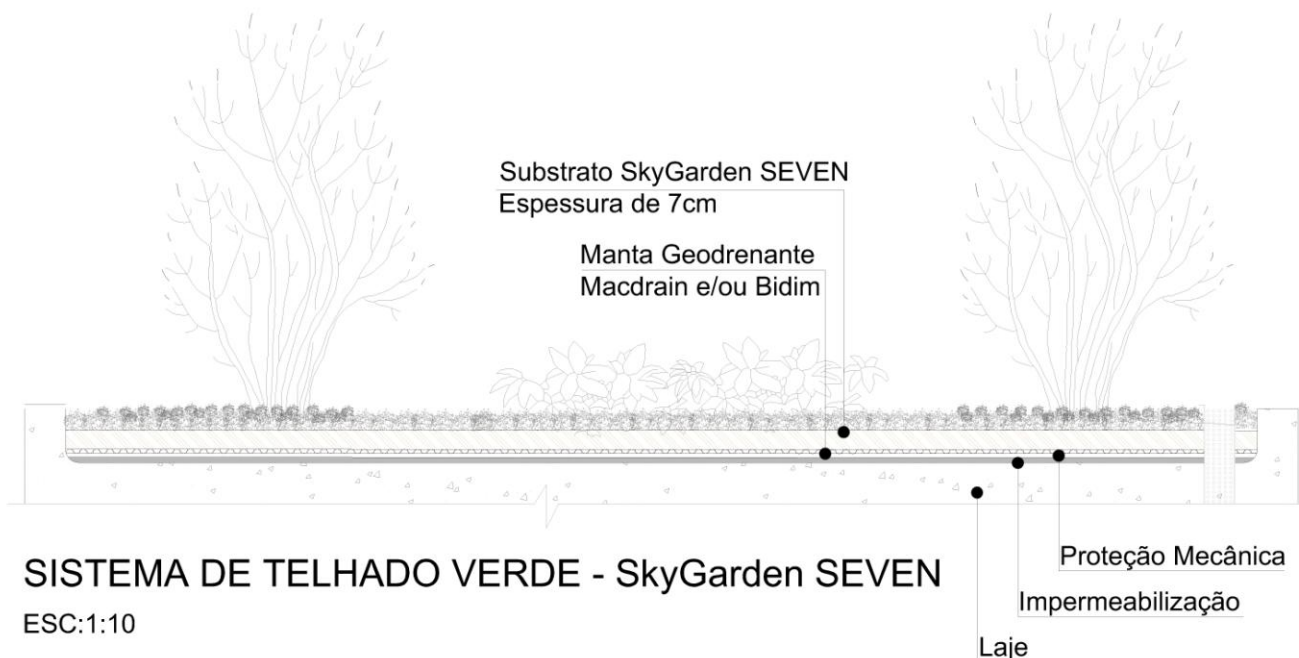 Substrato SkyGarden SEVEN
Espessura de 7cm
Manta Geodrenante
Macdrain e/ou Bidim
SISTEMA DE TELHADO VERDE - SkyGarden SEVEN
ESC:1:10
Proteção Mecânica
Impermeabilização
Laje